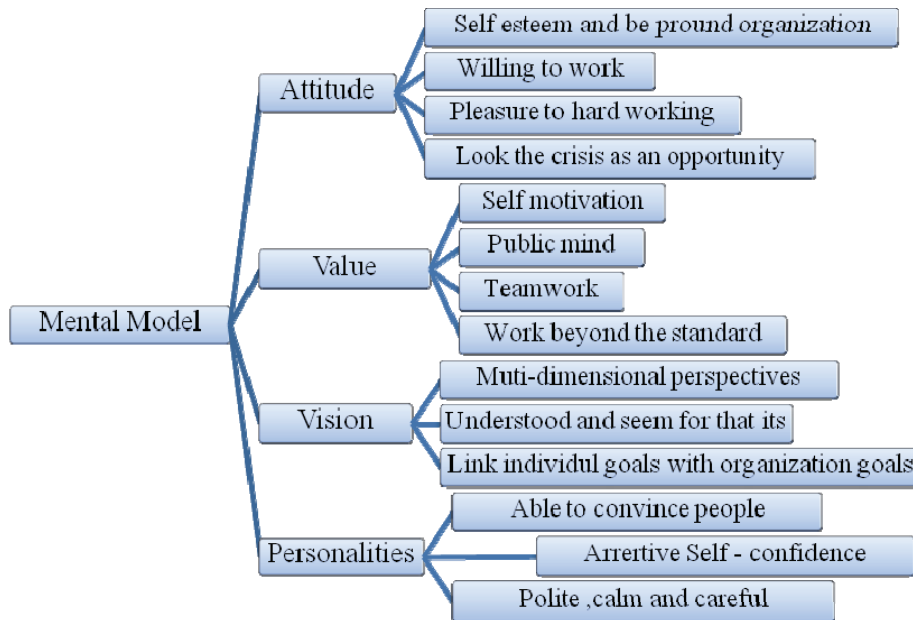 Mental Model
Attitude
Self esteem and be pround organization
Willing to work
Pleasure to hard working
Look the crisis as an opportunity
Value
Self motivation
Public mind
Teamwork
Work beyond the standard
Vision
Muti-dimensional perspectives
Understood and seem for that its
Link individul goals with organization goals
Personalities
Able to convince people
Arrertive Self - confidence
Polite ,calm and careful